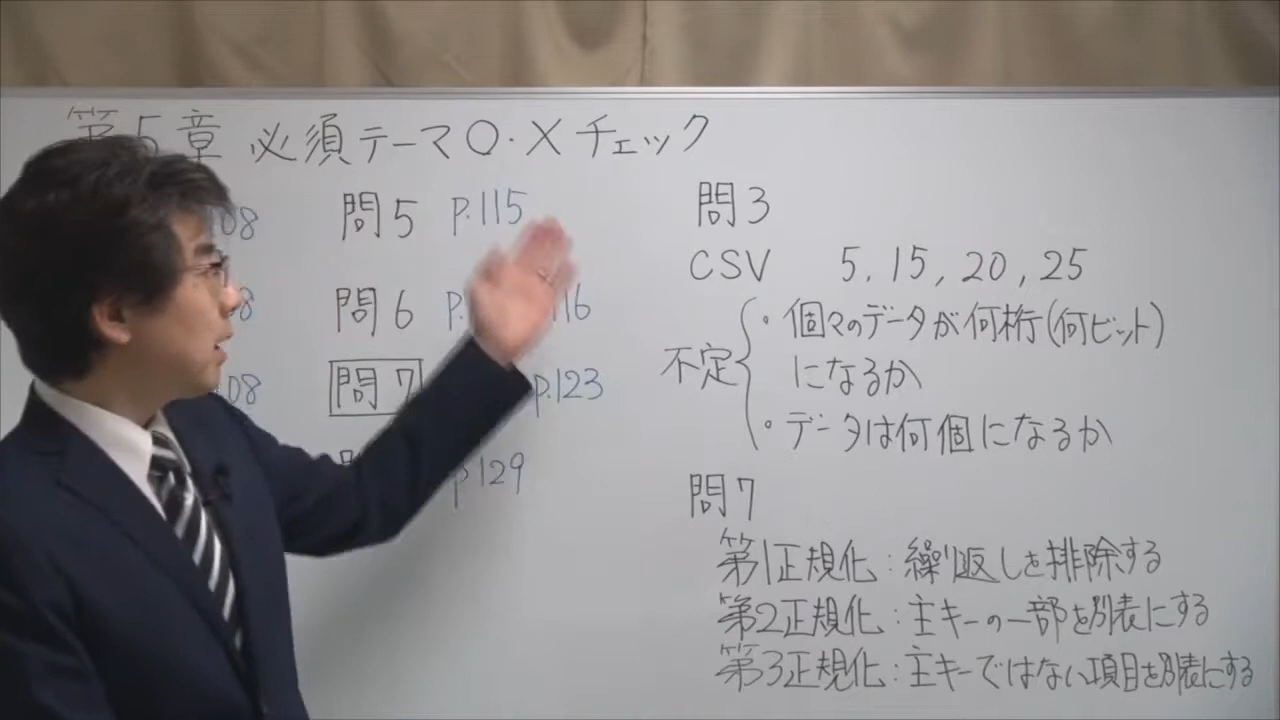 第5章 必須テーマ○・×チェック
08
8
08
問5 p.115
問6 p. 16
問7 p.123
p.129
問3
CSV 5,15,20,25
不定
・個々のデータが何桁(何ビット)
になるか
・データは何個になるか
問7
第1正規化:繰り返しを排除する
第2正規化:主キーの一部を別表にする
第3正規化:主キーではない項目を別表にする